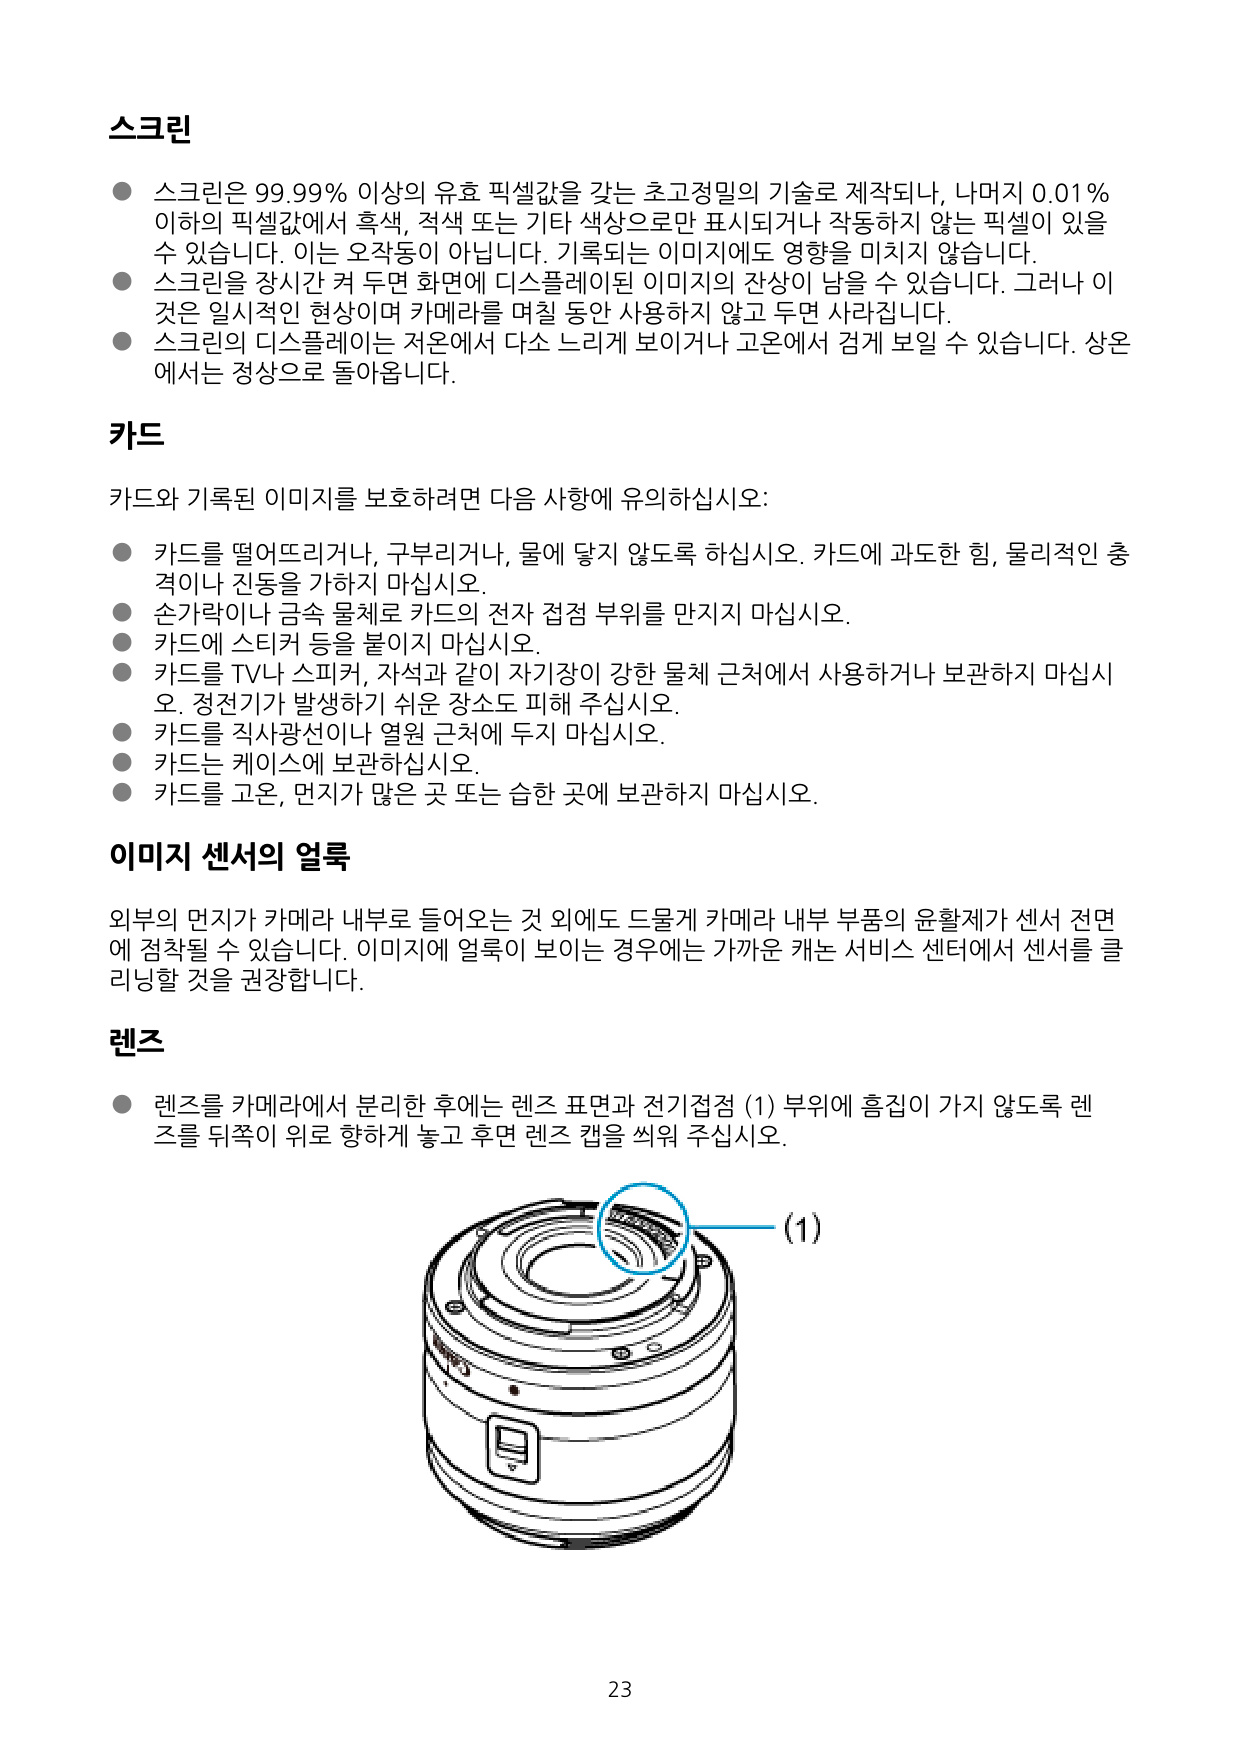 스크린
● 스크린은 99.99% 이상의 유효 픽셀값을 갖는 초고정밀의 기술로 제작되나, 나머지 0.01%
이하의 픽셀값에서 흑색, 적색 또는 기타 색상으로만 표시되거나 작동하지 않는 픽셀이 있을
수 있습니다. 이는 오작동이 아닙니다. 기록되는 이미지에도 영향을 미치지 않습니다.
● 스크린을 장시간 켜 두면 화면에 디스플레이된 이미지의 잔상이 남을 수 있습니다. 그러나 이
것은 일시적인 현상이며 카메라를 며칠 동안 사용하지 않고 두면 사라집니다.
● 스크린의 디스플레이는 저온에서 다소 느리게 보이거나 고온에서 검게 보일 수 있습니다. 상온
에서는 정상으로 돌아옵니다.
카드
카드와 기록된 이미지를 보호하려면 다음 사항에 유의하십시오:
● 카드를 떨어뜨리거나, 구부리거나, 물에 닿지 않도록 하십시오. 카드에 과도한 힘, 물리적인 충
격이나 진동을 가하지 마십시오.
● 손가락이나 금속 물체로 카드의 전자 접점 부위를 만지지 마십시오.
● 카드에 스티커 등을 붙이지 마십시오.
● 카드를 TV나 스피커, 자석과 같이 자기장이 강한 물체 근처에서 사용하거나 보관하지 마십시
오. 정전기가 발생하기 쉬운 장소도 피해 주십시오.
● 카드를 직사광선이나 열원 근처에 두지 마십시오.
● 카드는 케이스에 보관하십시오.
● 카드를 고온, 먼지가 많은 곳 또는 습한 곳에 보관하지 마십시오.
이미지 센서의 얼룩
외부의 먼지가 카메라 내부로 들어오는 것 외에도 드물게 카메라 내부 부품의 윤활제가 센서 전면
에 점착될 수 있습니다. 이미지에 얼룩이 보이는 경우에는 가까운 캐논 서비스 센터에서 센서를 클
리닝할 것을 권장합니다.
렌즈
● 렌즈를 카메라에서 분리한 후에는 렌즈 표면과 전기접점 (1) 부위에 흠집이 가지 않도록 렌
즈를 뒤쪽이 위로 향하게 놓고 후면 렌즈 캡을 씌워 주십시오.
(1)
Canon
23